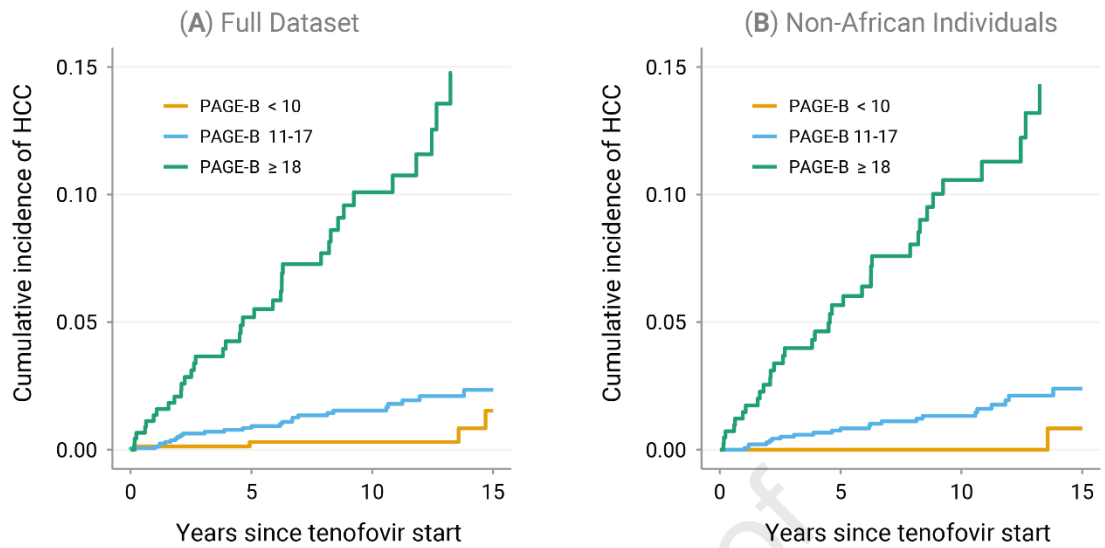 (A) Full Dataset
Cumulative incidence of HCC
0.15
0.10
0.05
0.00
PAGE-B < 10
PAGE-B 11-17
PAGE-B ≥ 18
0
5
10
15
Years since tenofovir start
(B) Non-African Individuals
Cumulative incidence of HCC
0.15
0.10
0.05
0.00
PAGE-B < 10
PAGE-B 11-17
PAGE-B ≥ 18
0
5
10
15
Years since tenofovir start